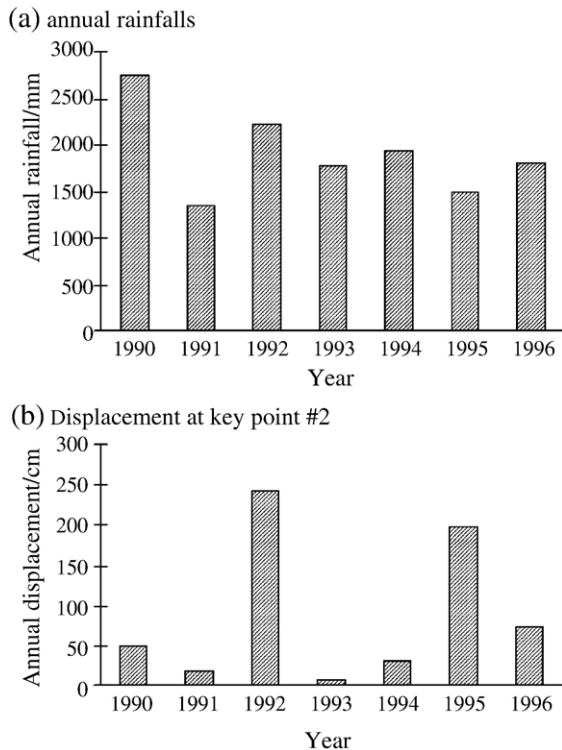 (a) annual rainfalls
Annual rainfall/mm
3000
2500
2000
1500
1000
500
0
1990 1991 1992 1993 1994 1995 1996
Year
(b) Displacement at key point #2
Annual displacement/cm
300
250
200
150
100
50
0
1990 1991 1992 1993 1994 1995 1996
Year